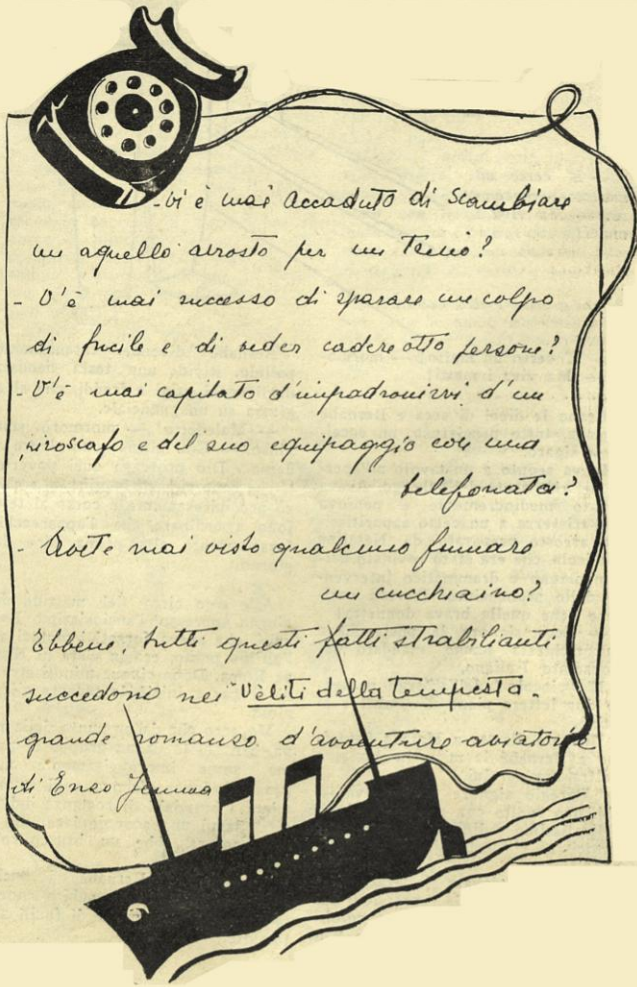 - Vi è mai accaduto di scambiare
un agnello arrosto per un
- V'è mai successo di sparare un colpo
di fucile e di veder cadere otto persone?
- V'è mai capitato d'impadronirvi d'un
piroscafo e del suo equipaggio con una
telefonata?
- Avete mai visto qualcuno fumare
un cucchiaino?
Ebbene, tutti questi fatti strabilianti
succedono nei Vèliti della tempesta.
grande romanzo d'avventure aviatorie
di Enzo Jemma